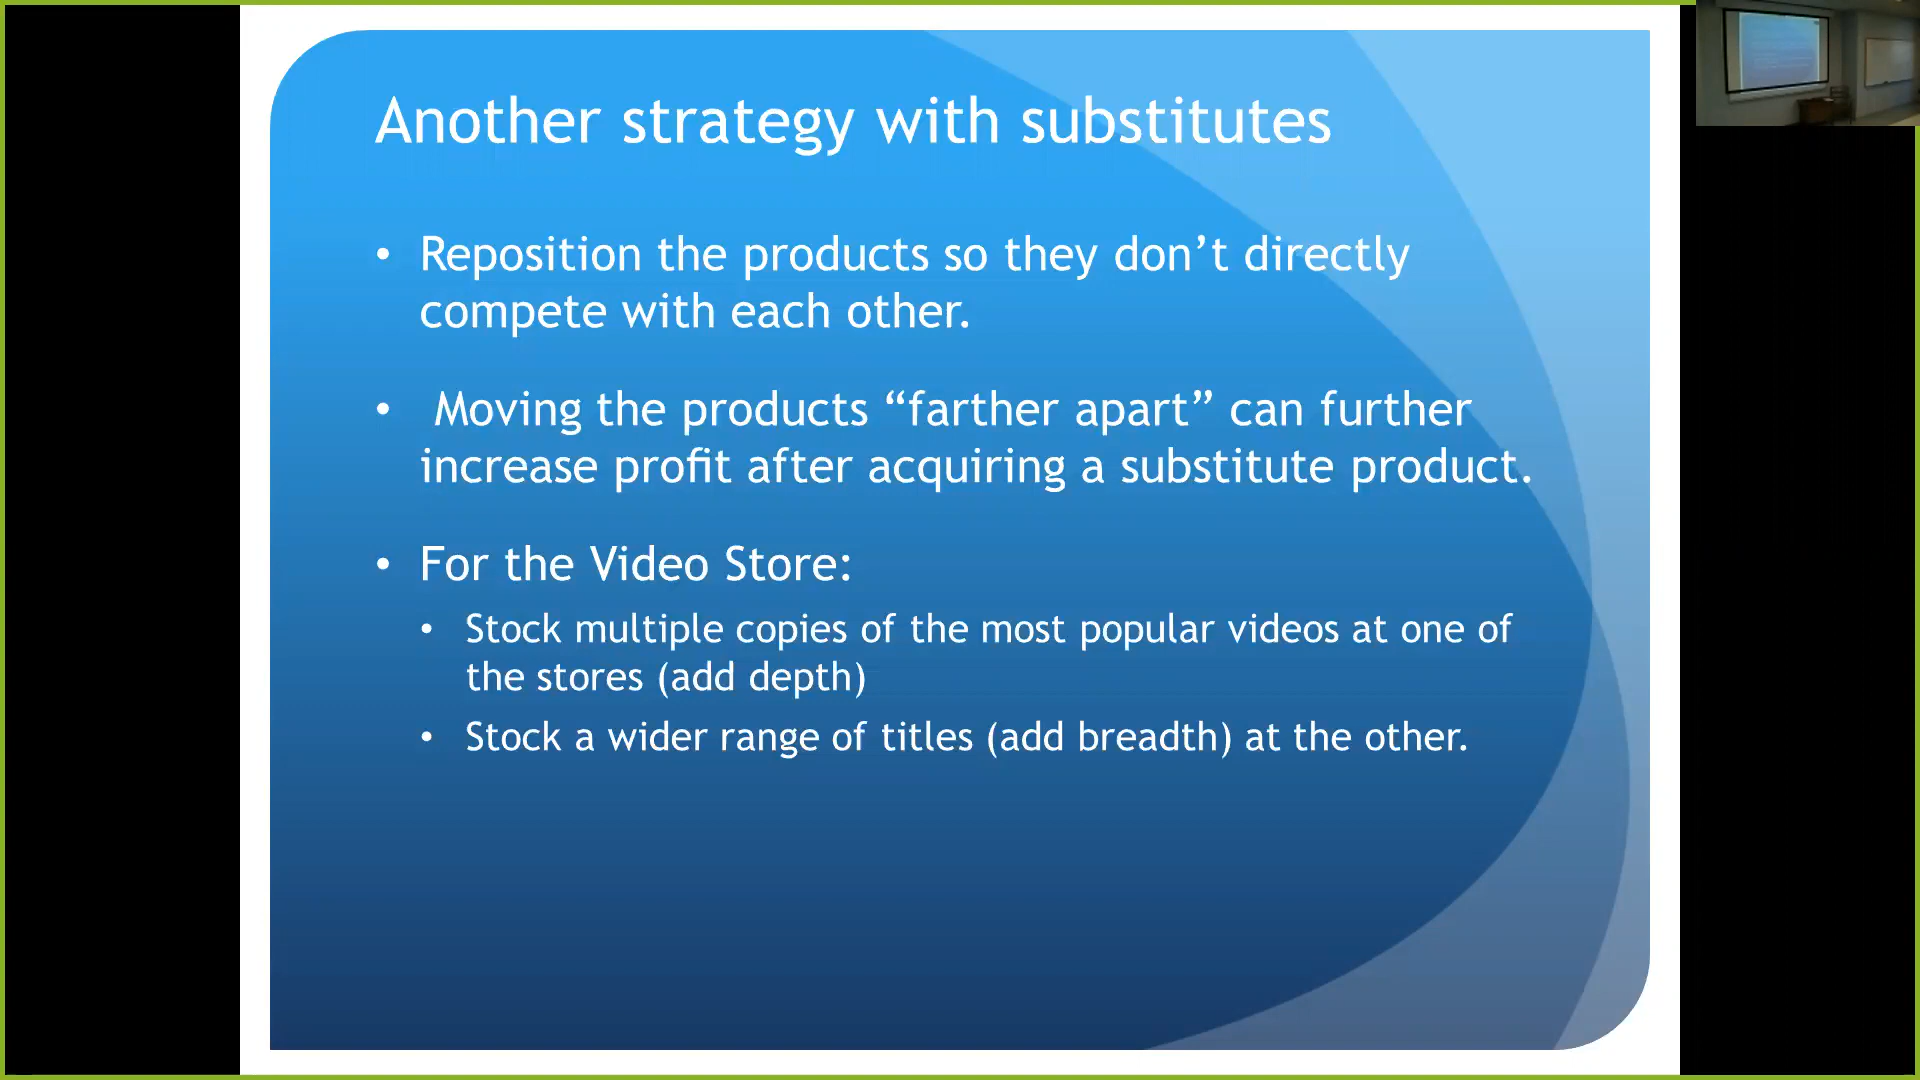 Another strategy with substitutes
• Reposition the products so they don’t directly
compete with each other.
• Moving the products “farther apart” can further
increase profit after acquiring a substitute product.
• For the Video Store:
• Stock multiple copies of the most popular videos at one of
the stores (add depth)
• Stock a wider range of titles (add breadth) at the other.